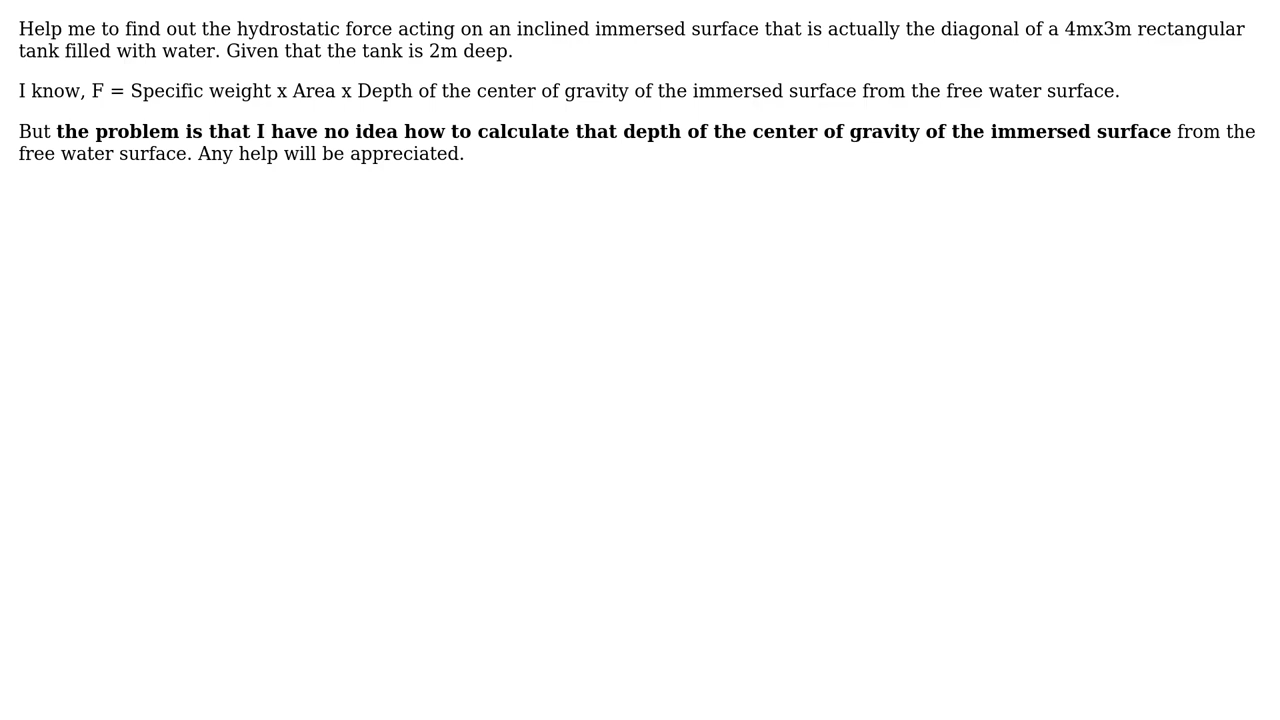 Help me to find out the hydrostatic force acting on an inclined immersed surface that is actually the diagonal of a 4mx3m rectangular
tank filled with water. Given that the tank is 2m deep.
I know, F = Specific weight x Area x Depth of the center of gravity of the immersed surface from the free water surface.
But the problem is that I have no idea how to calculate that depth of the center of gravity of the immersed surface from the
free water surface. Any help will be appreciated.